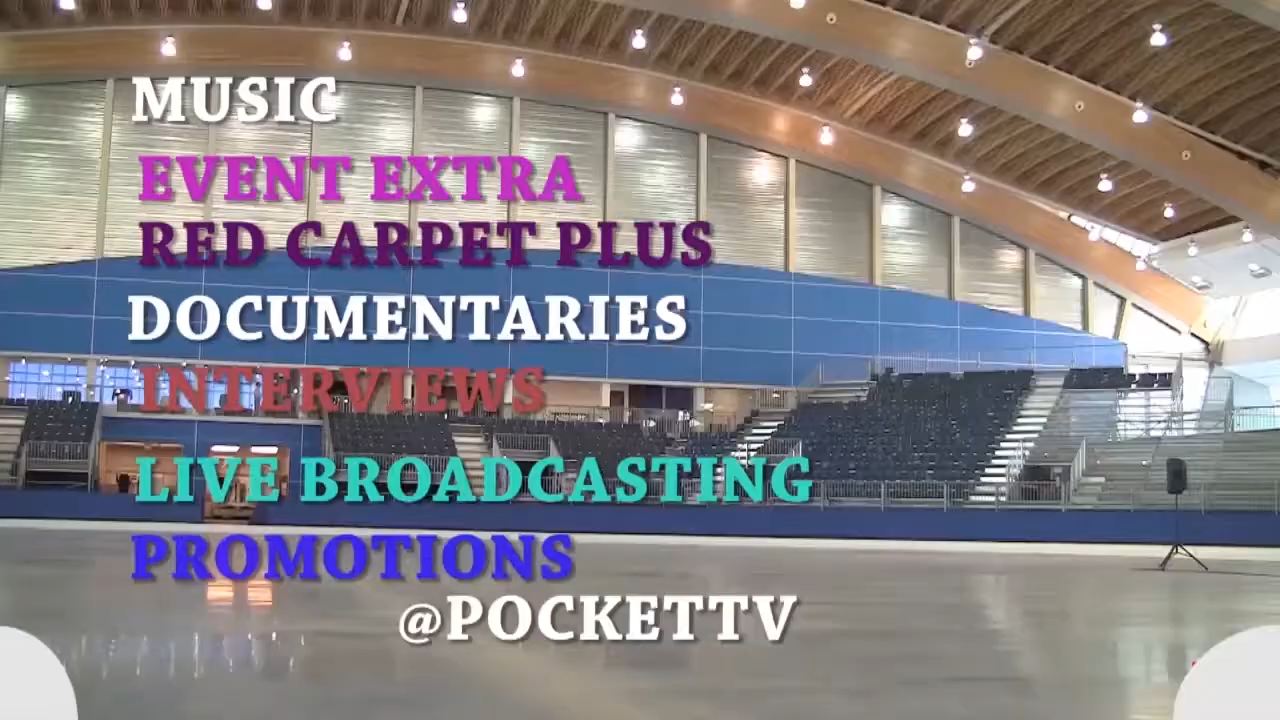 MUSIC
EVENT EXTRA
RED CARPET PLUS
DOCUMENTARIES
INTERVIEWS
LIVE BROADCASTING
PROMOTIONS
@POCKETTV